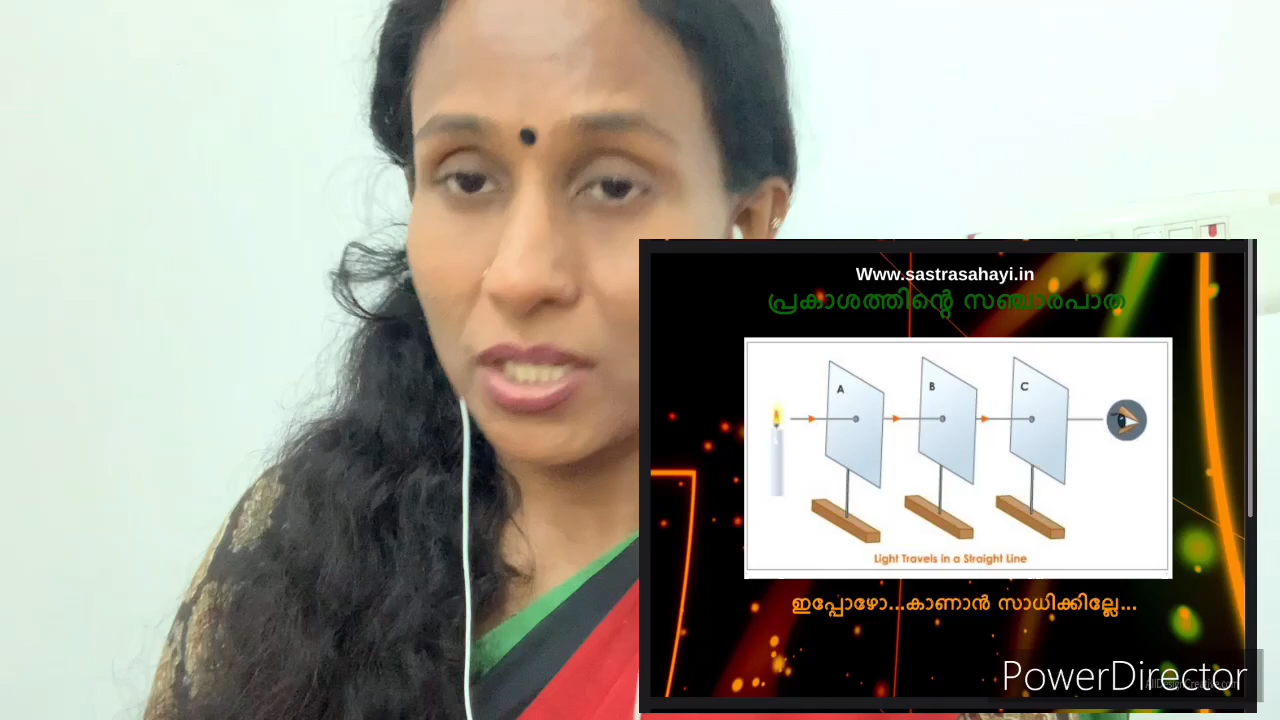 Www.sastrasahayi.in
പ്രകാശത്തിന്റെ സഞ്ചാരപാത
A
B
C
Light Travels in a Straight Line
ഇപ്പോഴോ...കാണാൻ സാധിക്കില്ലേ...
PowerDirector